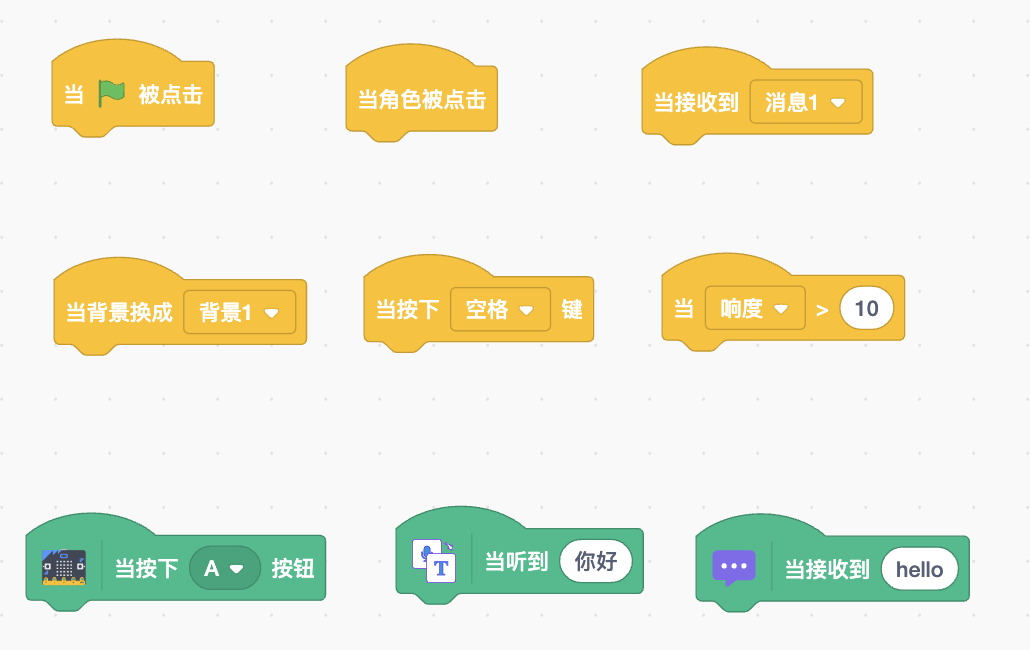 当 被点击
当角色被点击
当接收到 消息1
当背景换成 背景1
当按下 空格 键
当 响度 > 10
当按下 A 按钮
T 当听到 你好
当接收到 hello